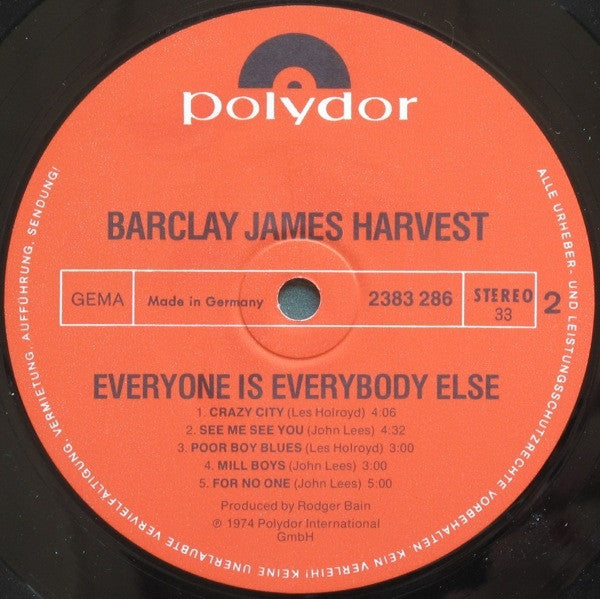 polydor
BARCLAY JAMES HARVEST
GEMA
Made in Germany
2383 286
STEREO
33
2
EVERYONE IS EVERYBODY ELSE
1. CRAZY CITY (Les Holroyd) 4:06
2. SEE ME SEE YOU (John Lees) 4:32
3. POOR BOY BLUES (Les Holroyd) 3:00
4. MILL BOYS (John Lees) 3:00
5. FOR NO ONE (John Lees) 5:00
Produced by Rodger Bain
℗ 1974 Polydor International
GmbH
ALLE URHEBER- UND LEISTUNGSSCHUTZRECHTE VORBEHALTEN KEIN VERLEIH! KEINE UNERLAUBTE VERVIELFÄLTIGUNG, VERMIETUNG, AUFFÜHRUNG, SENDUNG!